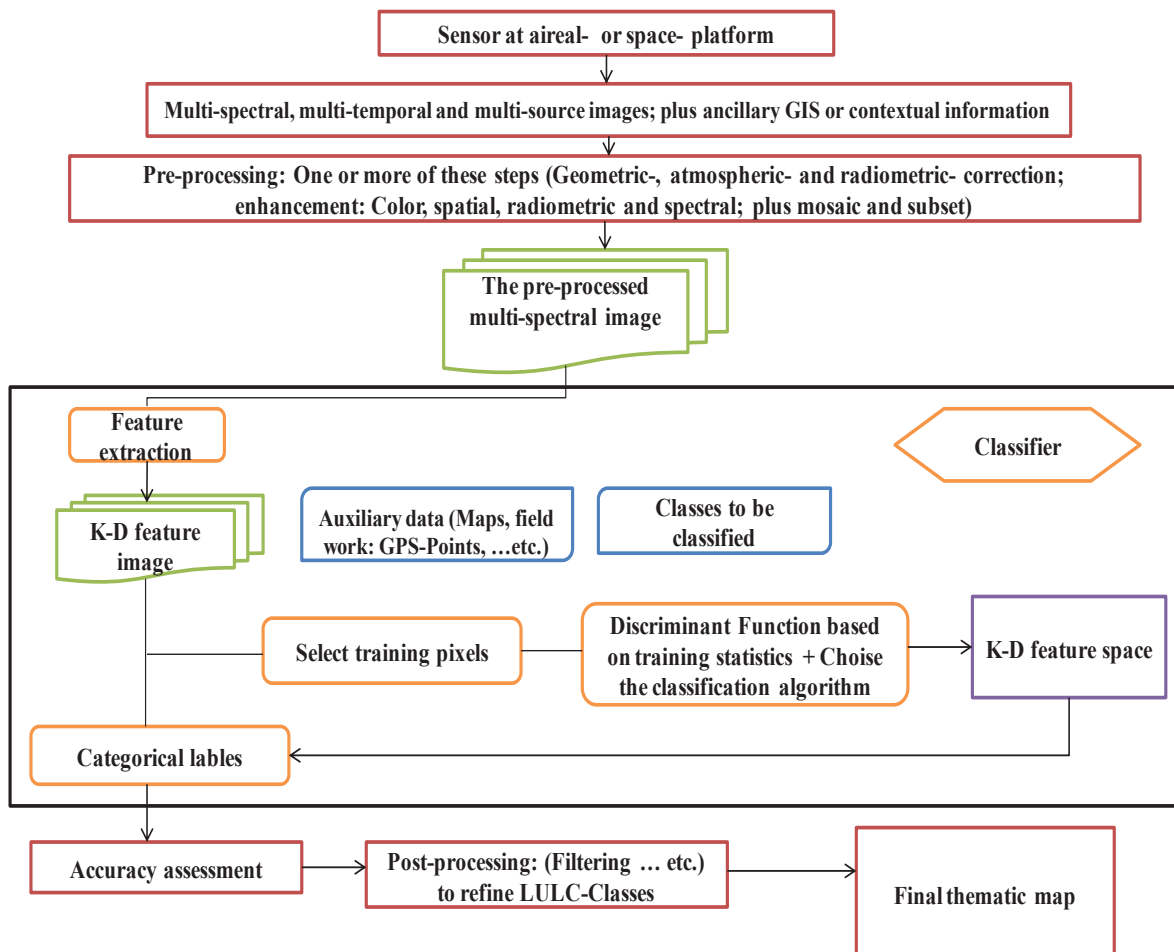 Sensor at aireal- or space- platform
Multi-spectral, multi-temporal and multi-source images; plus ancillary GIS or contextual information
Pre-processing: One or more of these steps (Geometric-, atmospheric- and radiometric- correction;
enhancement: Color, spatial, radiometric and spectral; plus mosaic and subset)
The pre-processed
multi-spectral image
Feature
extraction
Classifier
K-D feature
image
Auxiliary data (Maps, field
work: GPS-Points, …etc.)
Classes to be
classified
Select training pixels
Discriminant Function based
on training statistics + Choise
the classification algorithm
K-D feature space
Categorical lables
Accuracy assessment
Post-processing: (Filtering … etc.)
to refine LULC-Classes
Final thematic map